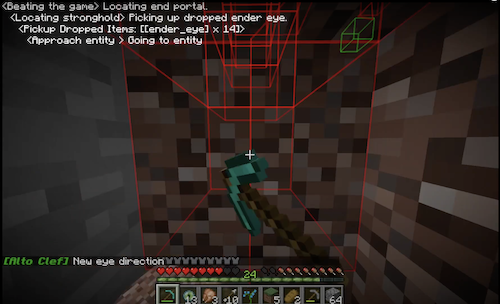 <Beating the game> Locating end portal.
<Locating stronghold> Picking up dropped ender eye.
<Pickup Dropped Items: [[ender_eye] x 14]>
<Approach entity > Going to entity
[Alto Clef] New eye direction
24
13 3 10 5 2 64